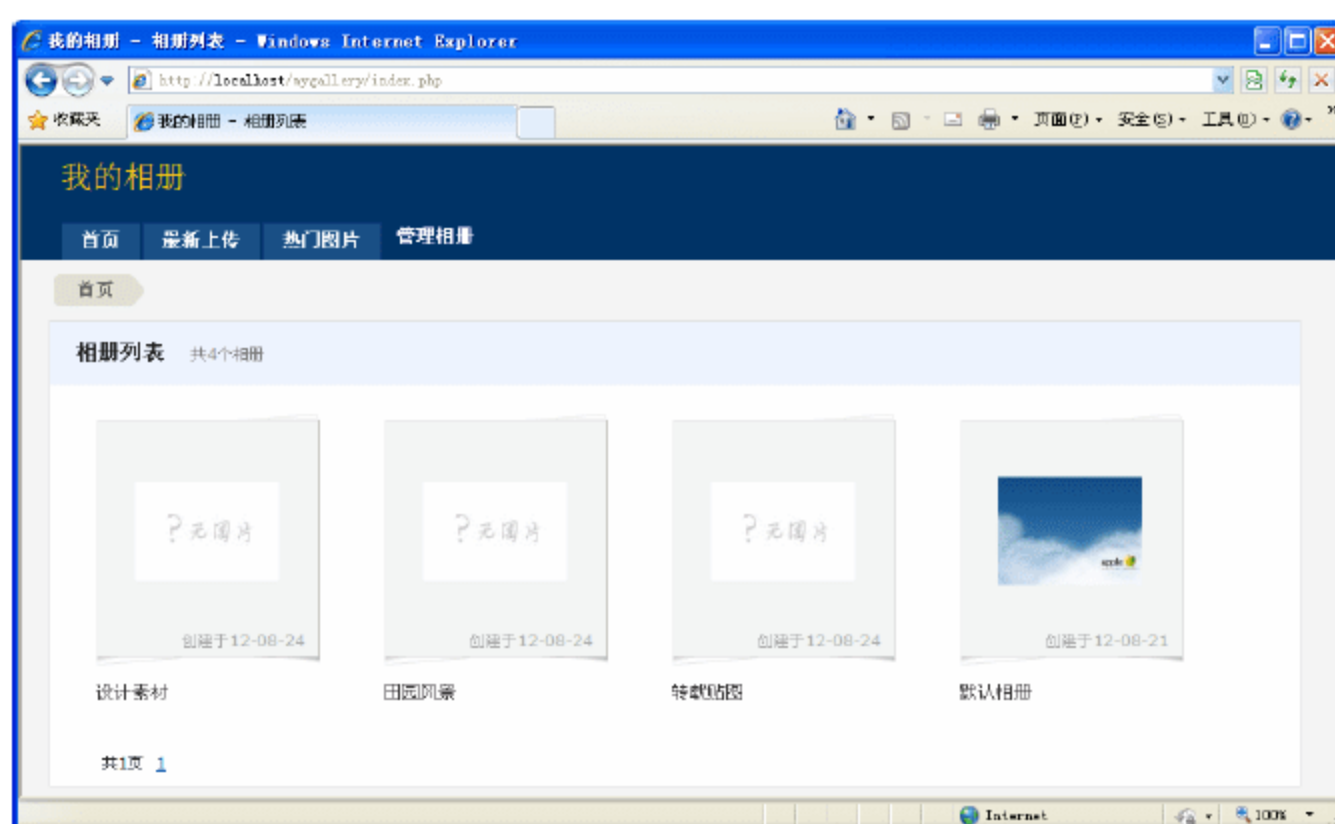 我的相册 - 相册列表 - Windows Internet Explorer
http://localhost/mygallery/index.php
收藏夹 我的相册 - 相册列表 页面(P) 安全(S) 工具(O)
我的相册
首页 最新上传 热门图片 管理相册
首页
相册列表 共4个相册
?无图片 ?无图片 ?无图片 apple
创建于12-08-24 创建于12-08-24 创建于12-08-24 创建于12-08-21
设计素材 田园风景 转载贴图 默认相册
共1页 1
Internet 100%